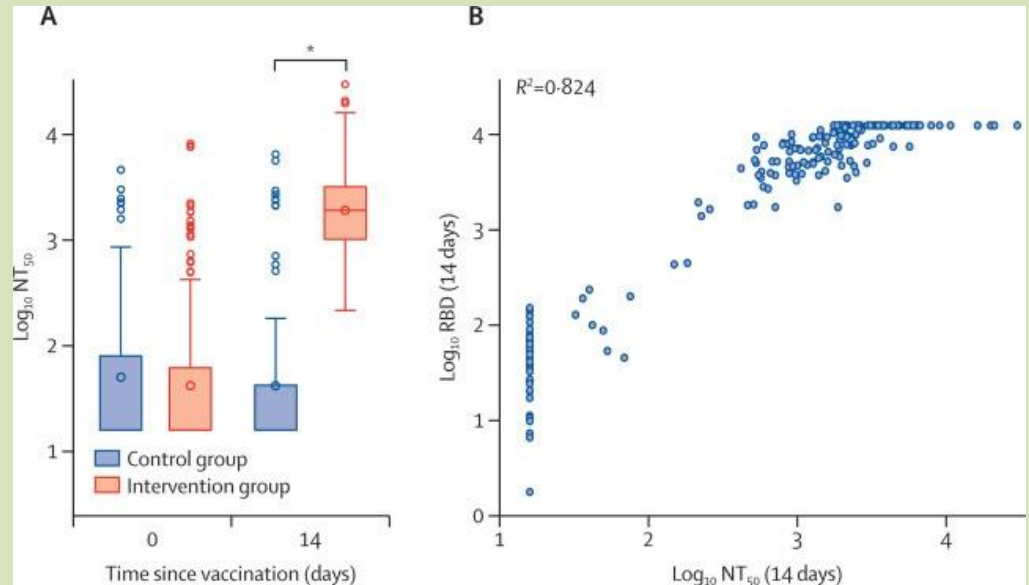 A
*
Log₁₀ NT₅₀
4
3
2
1
Control group
Intervention group
0
14
Time since vaccination (days)
B
R²=0·824
Log₁₀ RBD (14 days)
4
3
2
1
0
1
2
3
4
Log₁₀ NT₅₀ (14 days)